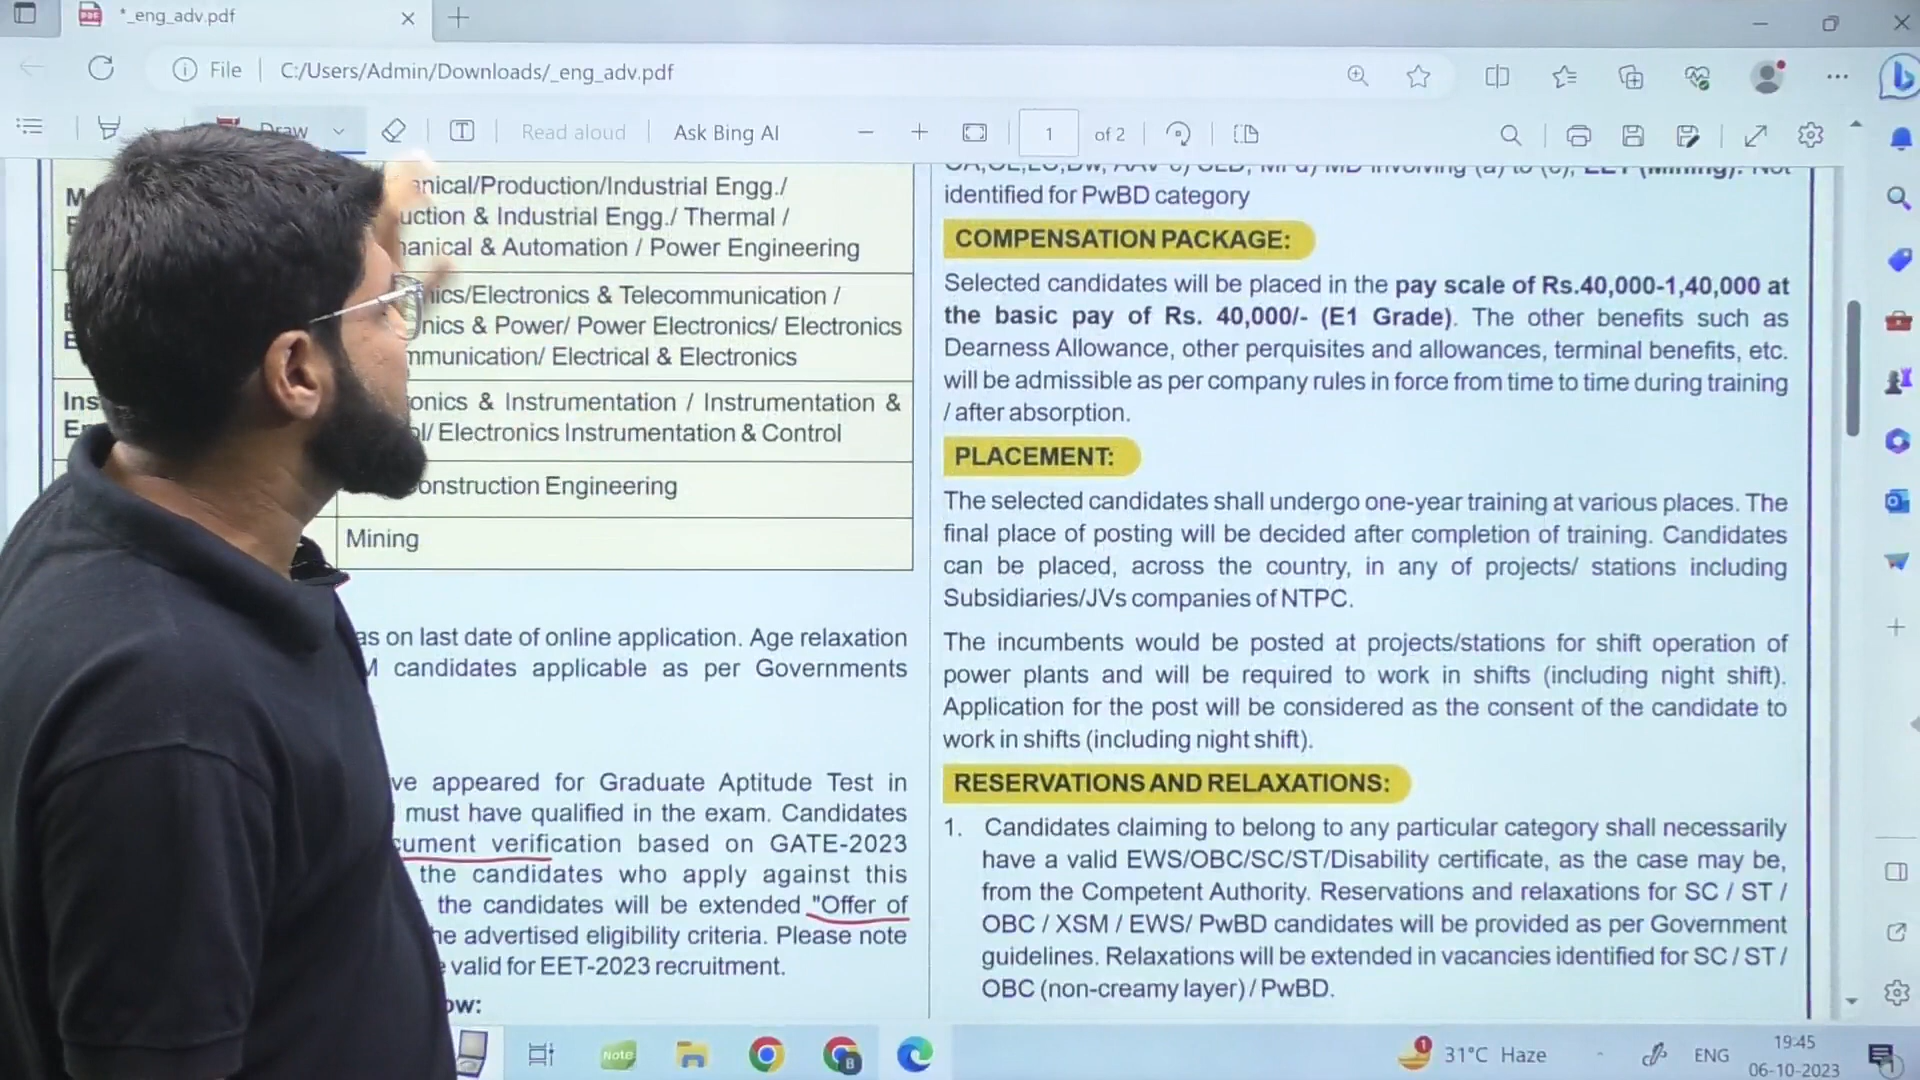 *_eng_adv.pdf
File
C:/Users/Admin/Downloads/_eng_adv.pdf
Draw
Read aloud
Ask Bing AI
1
of 2
anical/Production/Industrial Engg./
uction & Industrial Engg./ Thermal /
hanical & Automation / Power Engineering
nics/Electronics & Telecommunication /
nics & Power/ Power Electronics/ Electronics
mmunication/ Electrical & Electronics
Ins
onics & Instrumentation / Instrumentation &
ol/ Electronics Instrumentation & Control
onstruction Engineering
Mining
as on last date of online application. Age relaxation
M candidates applicable as per Governments
ve appeared for Graduate Aptitude Test in
must have qualified in the exam. Candidates
cument verification based on GATE-2023
the candidates who apply against this
the candidates will be extended "Offer of
he advertised eligibility criteria. Please note
valid for EET-2023 recruitment.
ow:
identified for PwBD category
COMPENSATION PACKAGE:
Selected candidates will be placed in the pay scale of Rs.40,000-1,40,000 at
the basic pay of Rs. 40,000/- (E1 Grade). The other benefits such as
Dearness Allowance, other perquisites and allowances, terminal benefits, etc.
will be admissible as per company rules in force from time to time during training
/ after absorption.
PLACEMENT:
The selected candidates shall undergo one-year training at various places. The
final place of posting will be decided after completion of training. Candidates
can be placed, across the country, in any of projects/ stations including
Subsidiaries/JVs companies of NTPC.
The incumbents would be posted at projects/stations for shift operation of
power plants and will be required to work in shifts (including night shift).
Application for the post will be considered as the consent of the candidate to
work in shifts (including night shift).
RESERVATIONS AND RELAXATIONS:
1. Candidates claiming to belong to any particular category shall necessarily
have a valid EWS/OBC/SC/ST/Disability certificate, as the case may be,
from the Competent Authority. Reservations and relaxations for SC / ST /
OBC / XSM / EWS/ PwBD candidates will be provided as per Government
guidelines. Relaxations will be extended in vacancies identified for SC / ST /
OBC (non-creamy layer) / PwBD.
Note
31°C Haze
ENG
19:45
06-10-2023